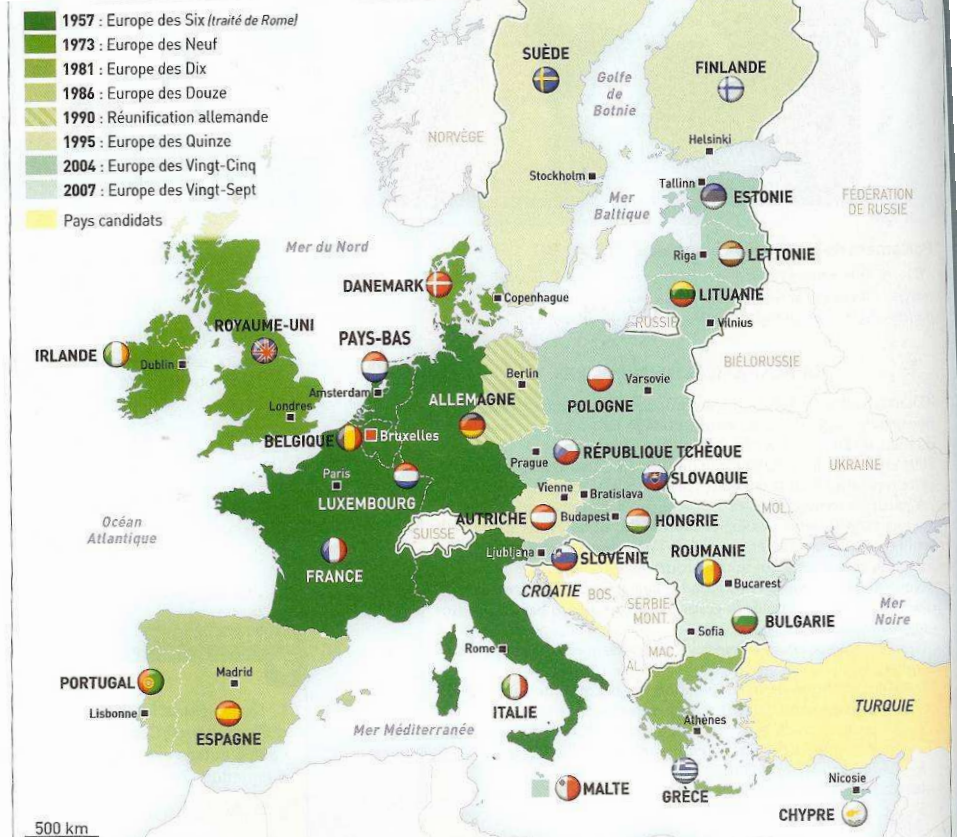 1957 : Europe des Six (traité de Rome)
1973 : Europe des Neuf
1981 : Europe des Dix
1986 : Europe des Douze
1990 : Réunification allemande
1995 : Europe des Quinze
2004 : Europe des Vingt-Cinq
2007 : Europe des Vingt-Sept
Pays candidats
SUÈDE
FINLANDE
Golfe
de
Botnie
NORVÈGE
Helsinki
Stockholm
Tallinn
ESTONIE
Mer
Baltique
FÉDÉRATION
DE RUSSIE
Mer du Nord
Riga
LETTONIE
DANEMARK
Copenhague
LITUANIE
RUSSIE
Vilnius
IRLANDE
Dublin
ROYAUME-UNI
PAYS-BAS
BIÉLORUSSIE
Berlin
Varsovie
Amsterdam
ALLEMAGNE
POLOGNE
Londres
BELGIQUE
Bruxelles
Prague
RÉPUBLIQUE TCHÈQUE
UKRAINE
Paris
LUXEMBOURG
SLOVAQUIE
Vienne
Bratislava
MOL.
Océan
Atlantique
SUISSE
AUTRICHE
Budapest
HONGRIE
Ljubljana
SLOVÉNIE
ROUMANIE
FRANCE
CROATIE
BOS.
Bucarest
SERBIE-
MONT.
Mer
Noire
Sofia
BULGARIE
Rome
MAC.
AL.
PORTUGAL
Madrid
Lisbonne
ESPAGNE
ITALIE
TURQUIE
Mer Méditerranée
Athènes
MALTE
GRÈCE
Nicosie
CHYPRE
500 km